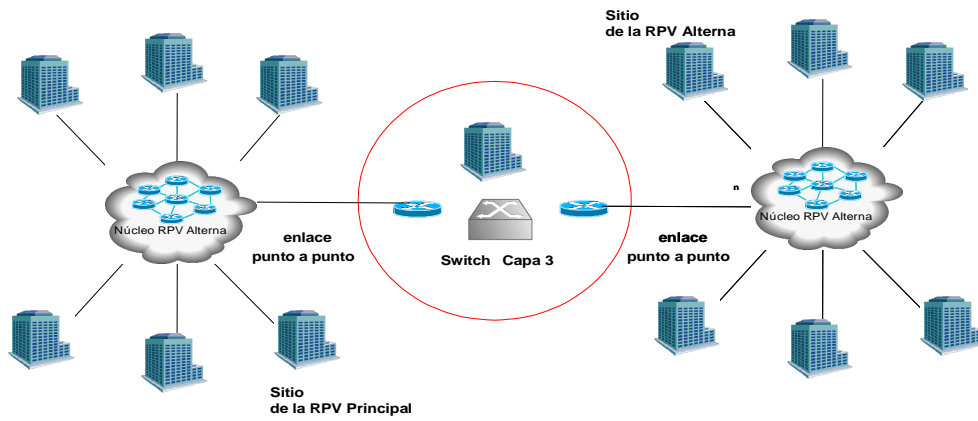 Sitio
de la RPV Alterna
Núcleo RPV Alterna
enlace
punto a punto
Switch Capa 3
n
enlace
punto a punto
Núcleo RPV Alterna
Sitio
de la RPV Principal